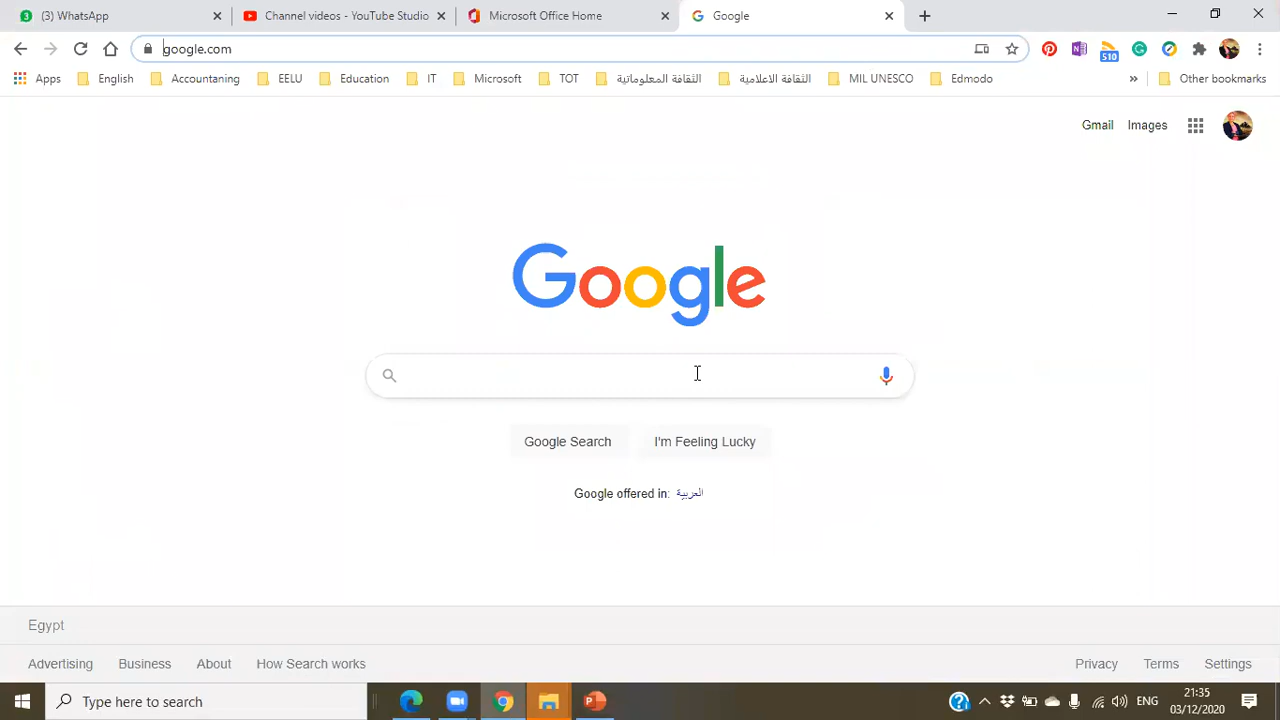 (3) WhatsApp
Channel videos - YouTube Studio
Microsoft Office Home
Google
google.com
510
Apps English Accountaning EELU Education IT Microsoft TOT الثقافة المعلوماتية الثقافة الاعلامية MIL UNESCO Edmodo » Other bookmarks
Gmail Images
Google
Google Search I'm Feeling Lucky
Google offered in: العربية
Egypt
Advertising Business About How Search works Privacy Terms Settings
Type here to search
ENG
21:35
03/12/2020